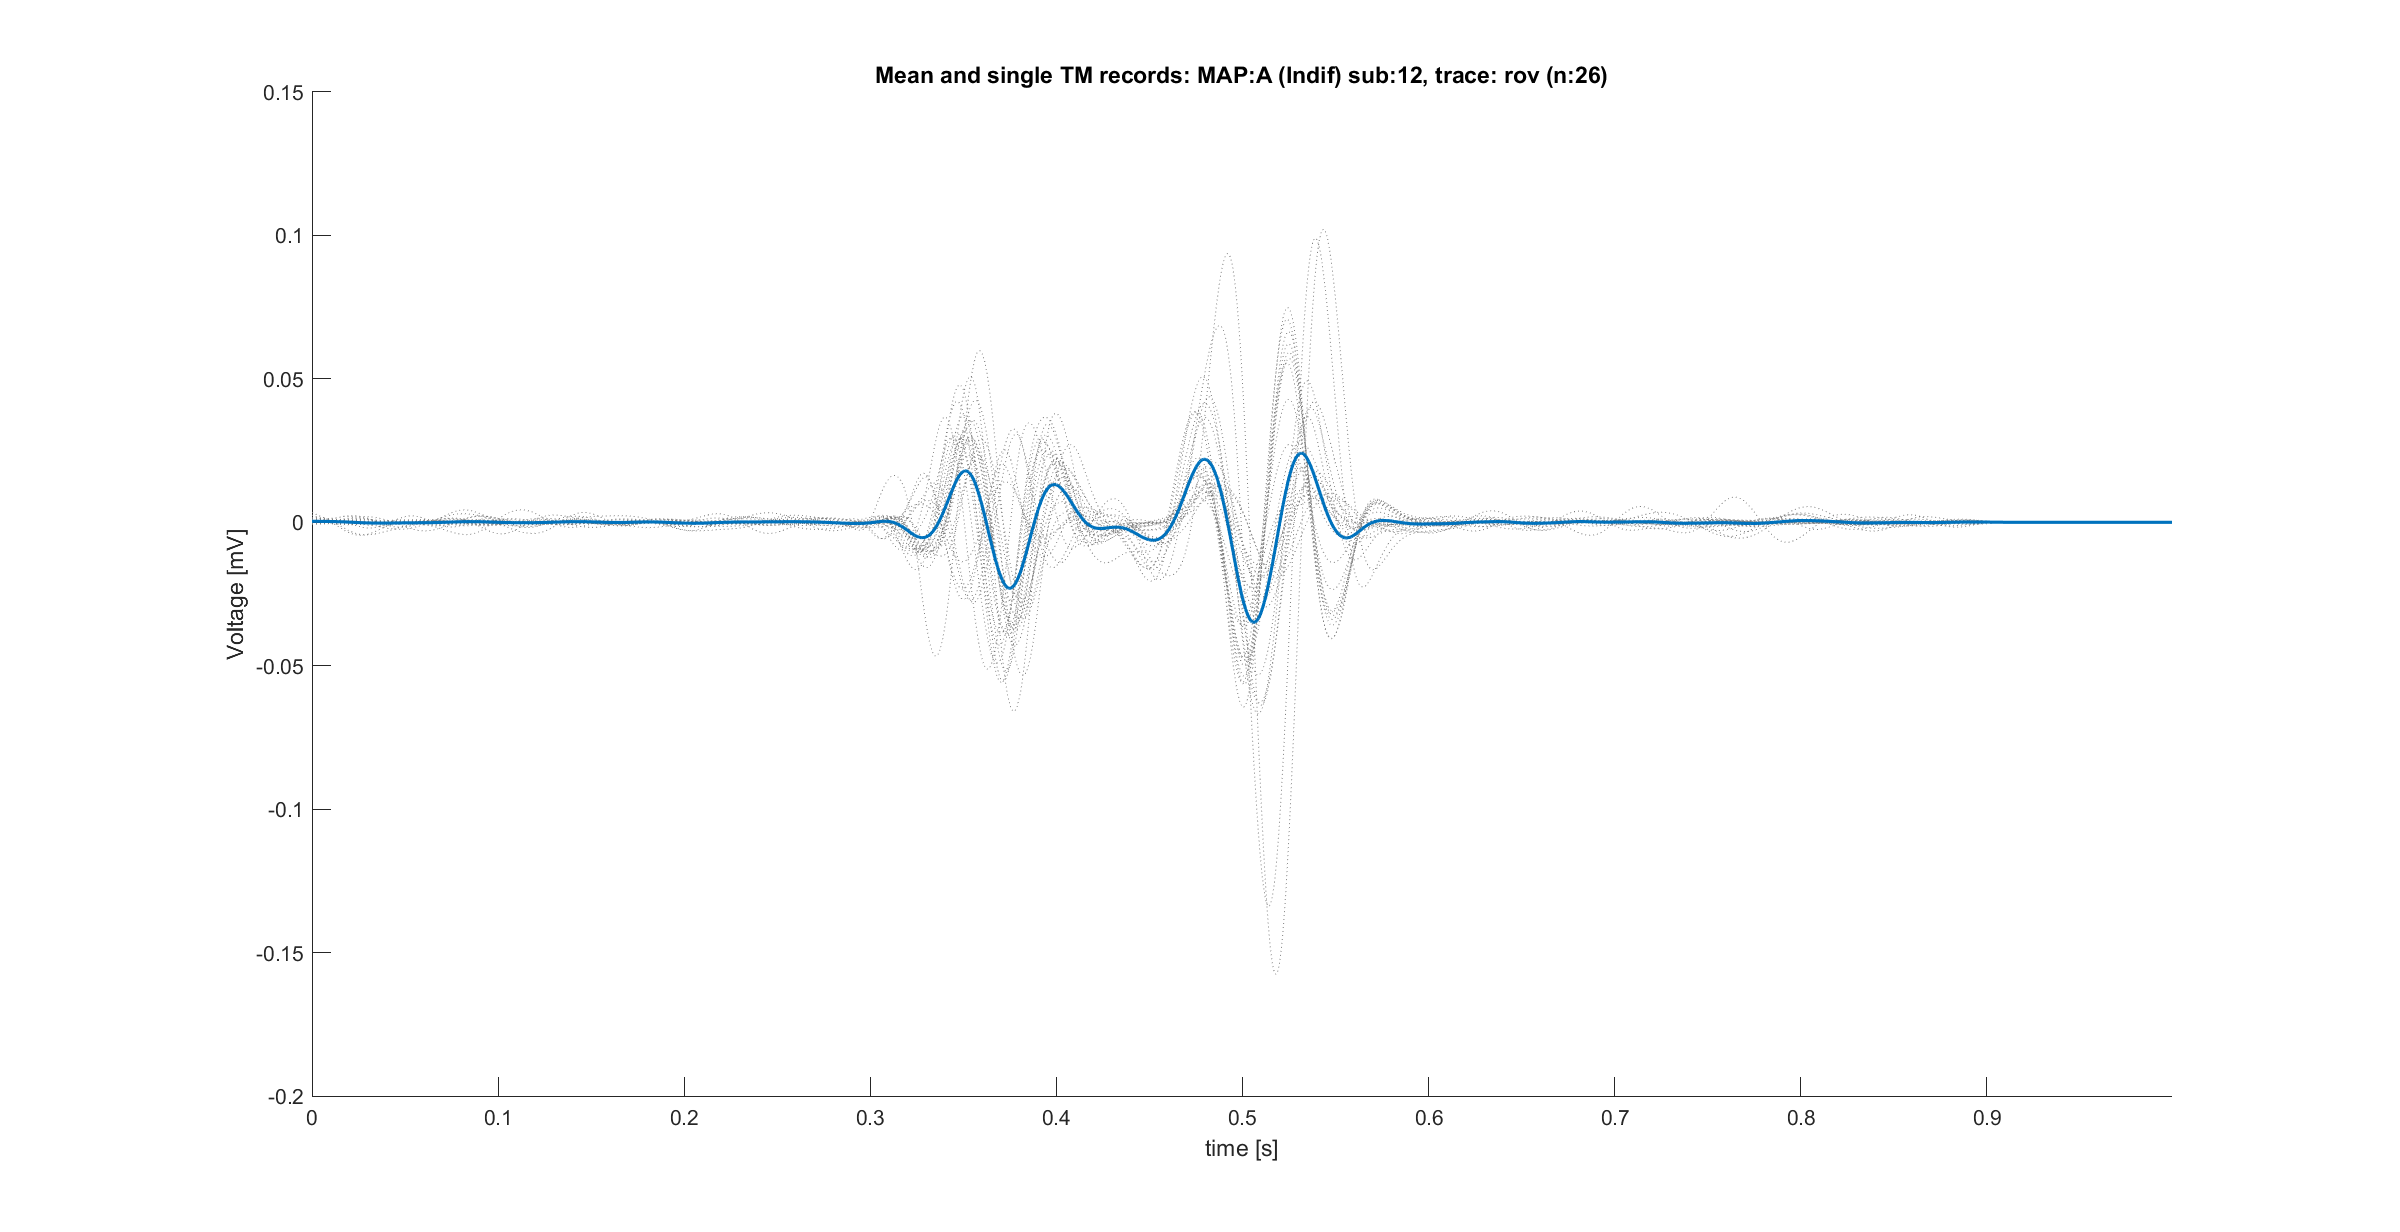 Mean and single TM records: MAP:A (Indif) sub:12, trace: rov (n:26)
0.15
0.1
0.05
0
-0.05
-0.1
-0.15
-0.2
Voltage [mV]
0 0.1 0.2 0.3 0.4 0.5 0.6 0.7 0.8 0.9
time [s]